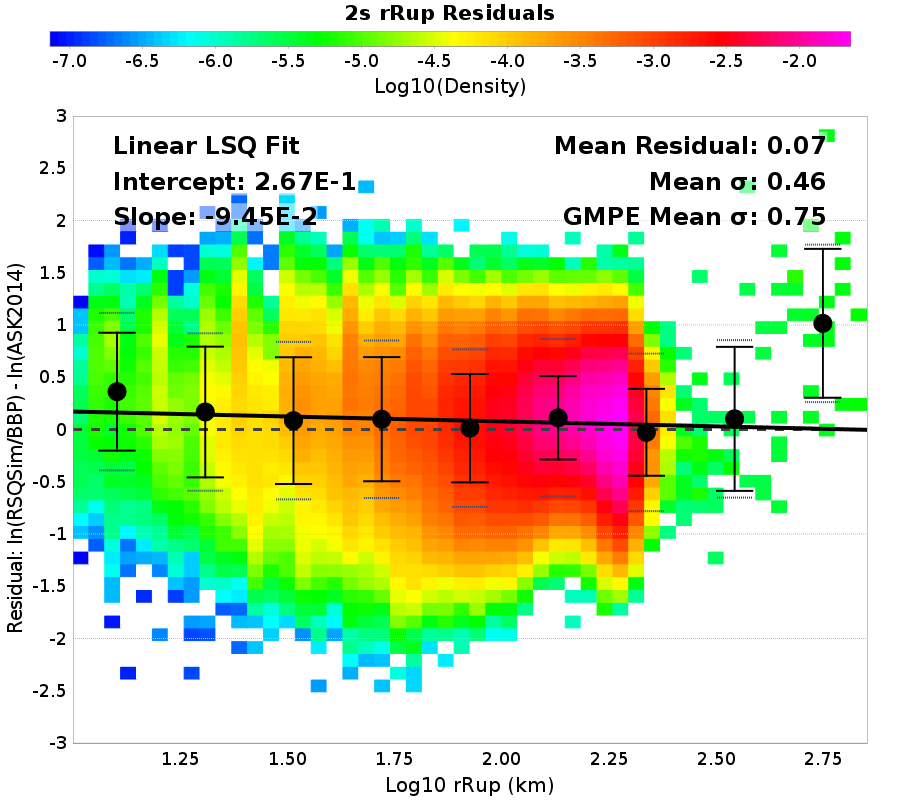 2s rRup Residuals
-7.0 -6.5 -6.0 -5.5 -5.0 -4.5 -4.0 -3.5 -3.0 -2.5 -2.0
Log10(Density)
Linear LSQ Fit
Intercept: 2.67E-1
Slope: -9.45E-2
Mean Residual: 0.07
Mean σ: 0.46
GMPE Mean σ: 0.75
3
2.5
2
1.5
1
0.5
0
-0.5
-1
-1.5
-2
-2.5
-3
Residual: ln(RSQSim/BBP) - ln(ASK2014)
1.25 1.50 1.75 2.00 2.25 2.50 2.75
Log10 rRup (km)